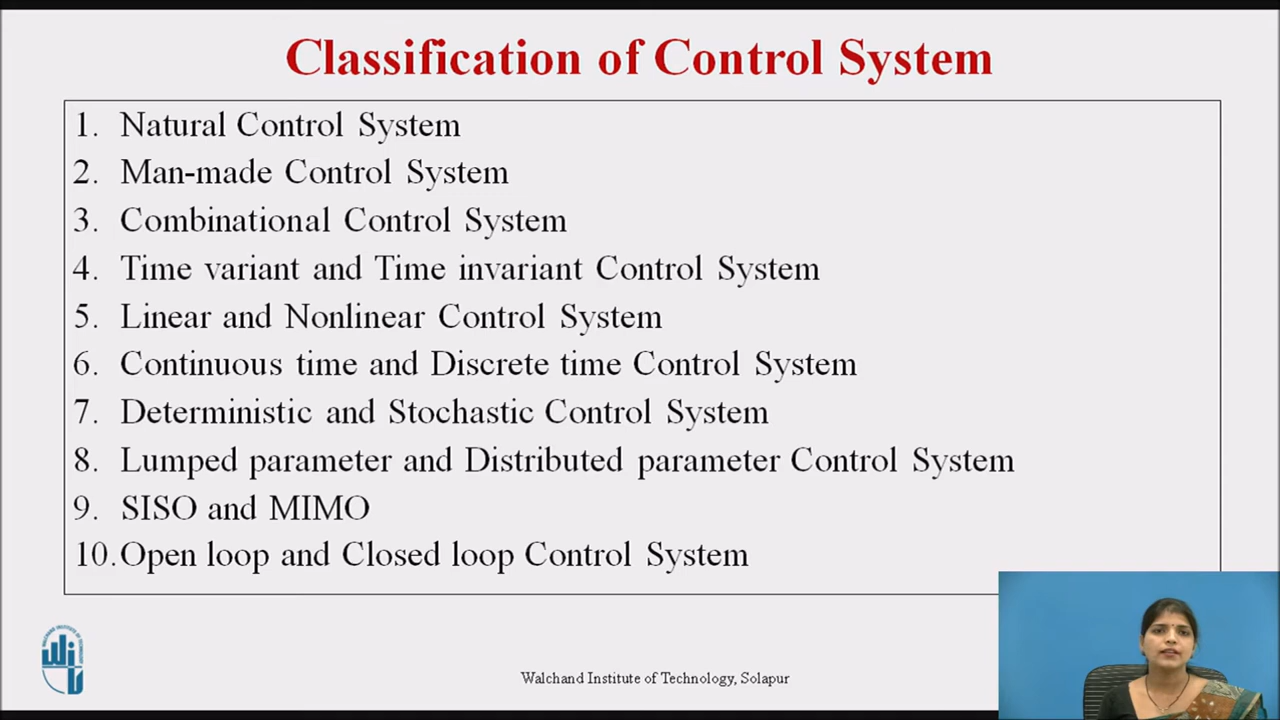 Classification of Control System
1. Natural Control System
2. Man-made Control System
3. Combinational Control System
4. Time variant and Time invariant Control System
5. Linear and Nonlinear Control System
6. Continuous time and Discrete time Control System
7. Deterministic and Stochastic Control System
8. Lumped parameter and Distributed parameter Control System
9. SISO and MIMO
10. Open loop and Closed loop Control System
Walchand Institute of Technology, Solapur